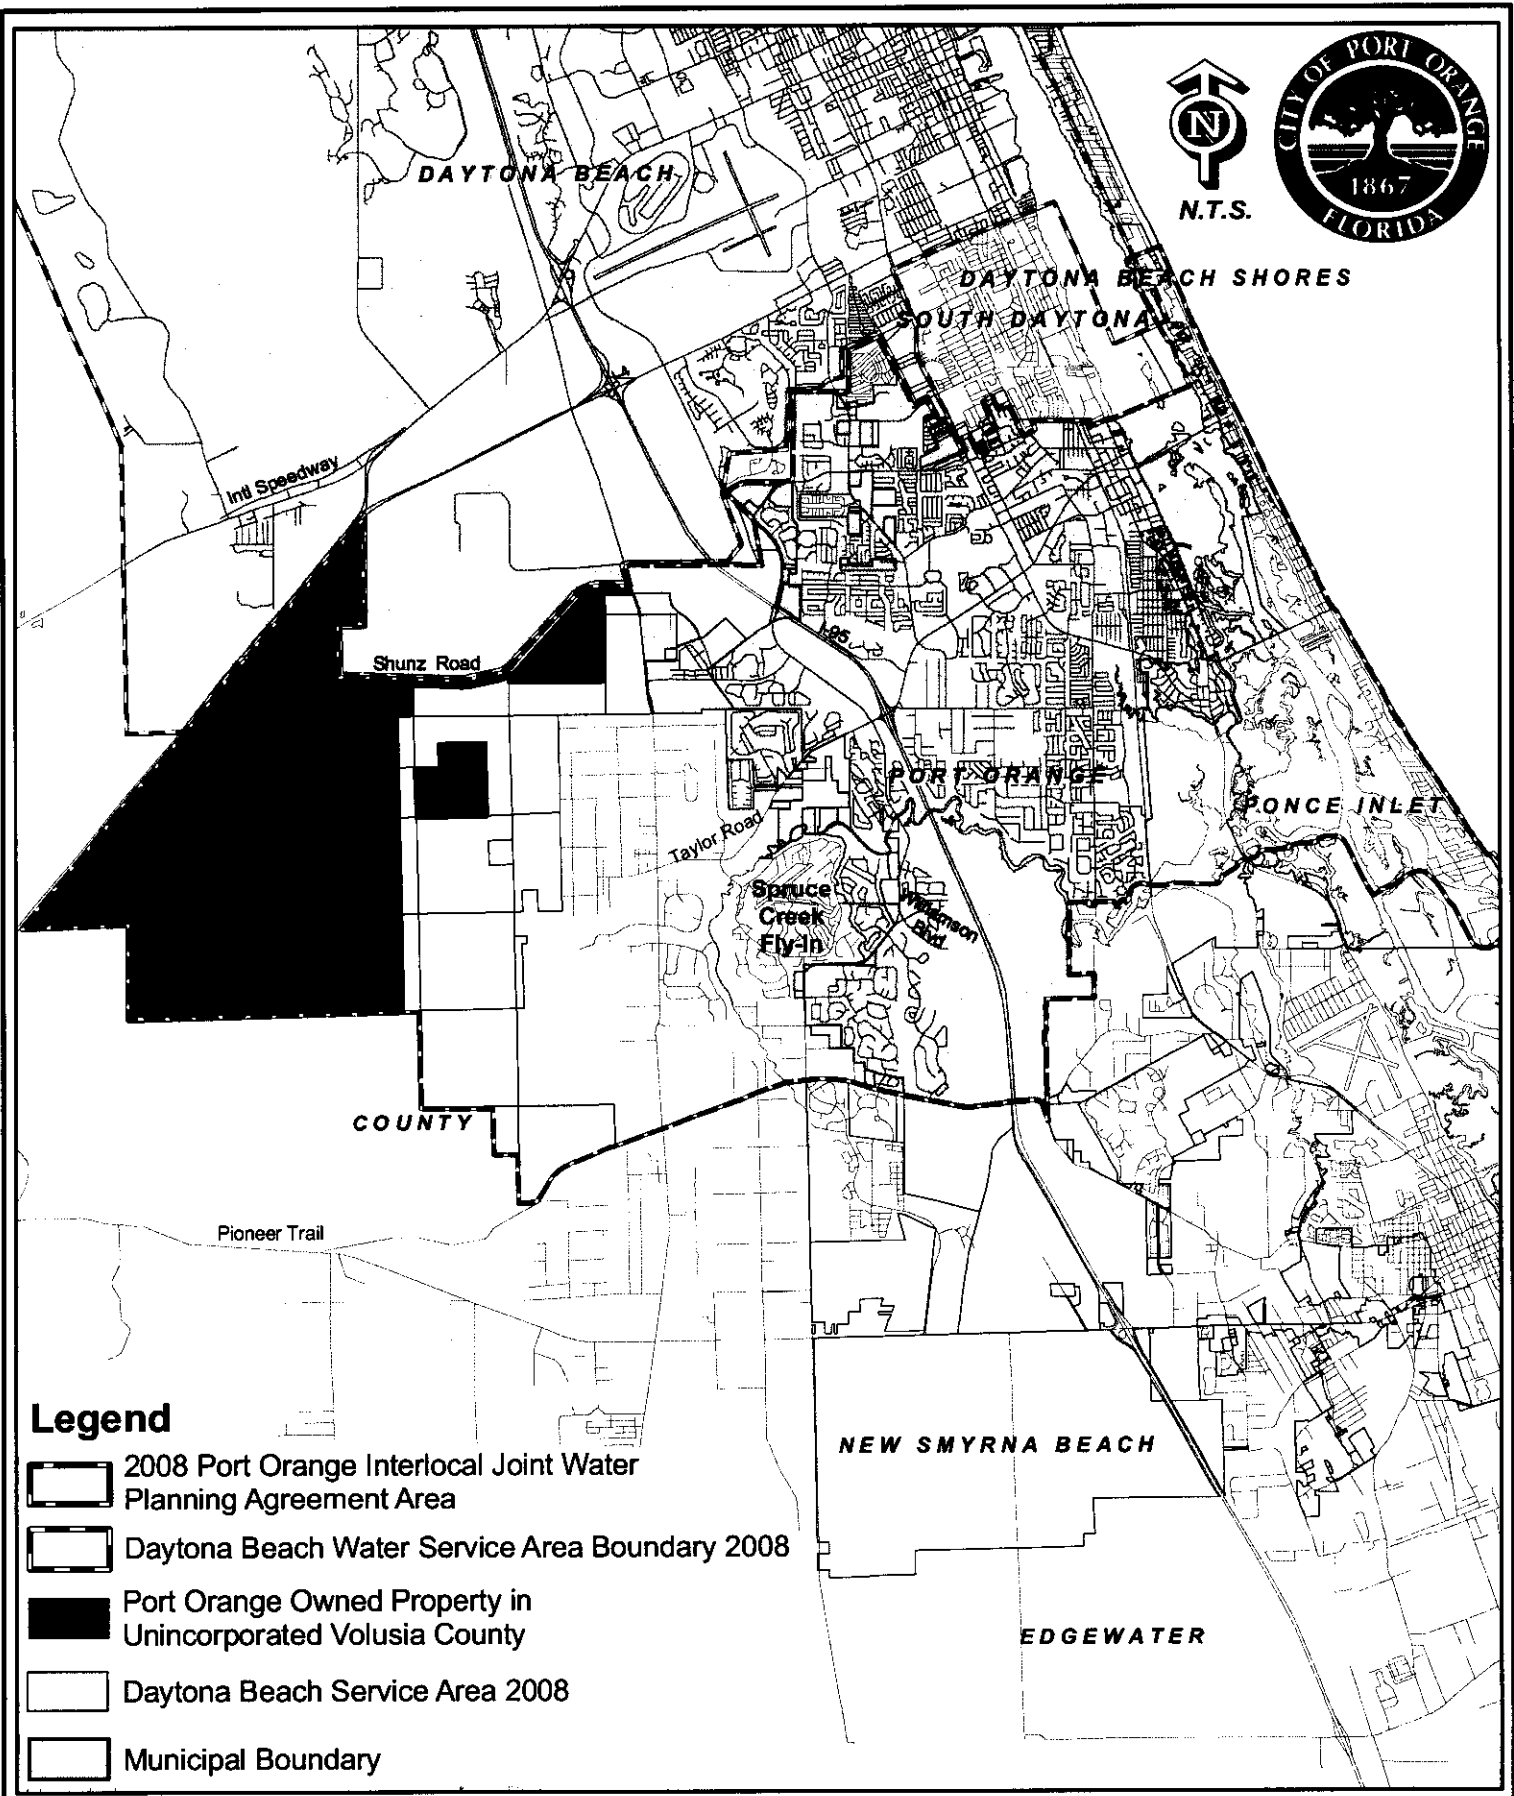 CITY OF PORT ORANGE
1867
FLORIDA
N
N.T.S.
DAYTONA BEACH
DAYTONA BEACH SHORES
SOUTH DAYTONA
Intl Speedway
I-95
Shunz Road
PORT ORANGE
PONCE INLET
Taylor Road
Spruce
Creek
Fly-In
Williamson
Blvd
COUNTY
Pioneer Trail
NEW SMYRNA BEACH
EDGEWATER
Legend
2008 Port Orange Interlocal Joint Water
Planning Agreement Area
Daytona Beach Water Service Area Boundary 2008
Port Orange Owned Property in
Unincorporated Volusia County
Daytona Beach Service Area 2008
Municipal Boundary